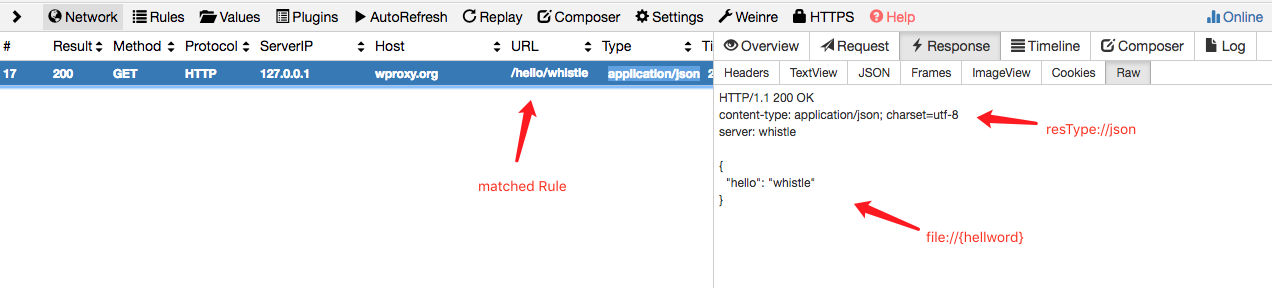 Network Rules Values Plugins AutoRefresh Replay Composer Settings Weinre HTTPS Help Online
# Result Method Protocol ServerIP Host URL Type Ti
17 200 GET HTTP 127.0.0.1 wproxy.org /hello/whistle application/json 2
matched Rule
Overview Request Response Timeline Composer Log
Headers TextView JSON Frames ImageView Cookies Raw
HTTP/1.1 200 OK
content-type: application/json; charset=utf-8
server: whistle
resType://json
{
"hello": "whistle"
}
file://{hellword}